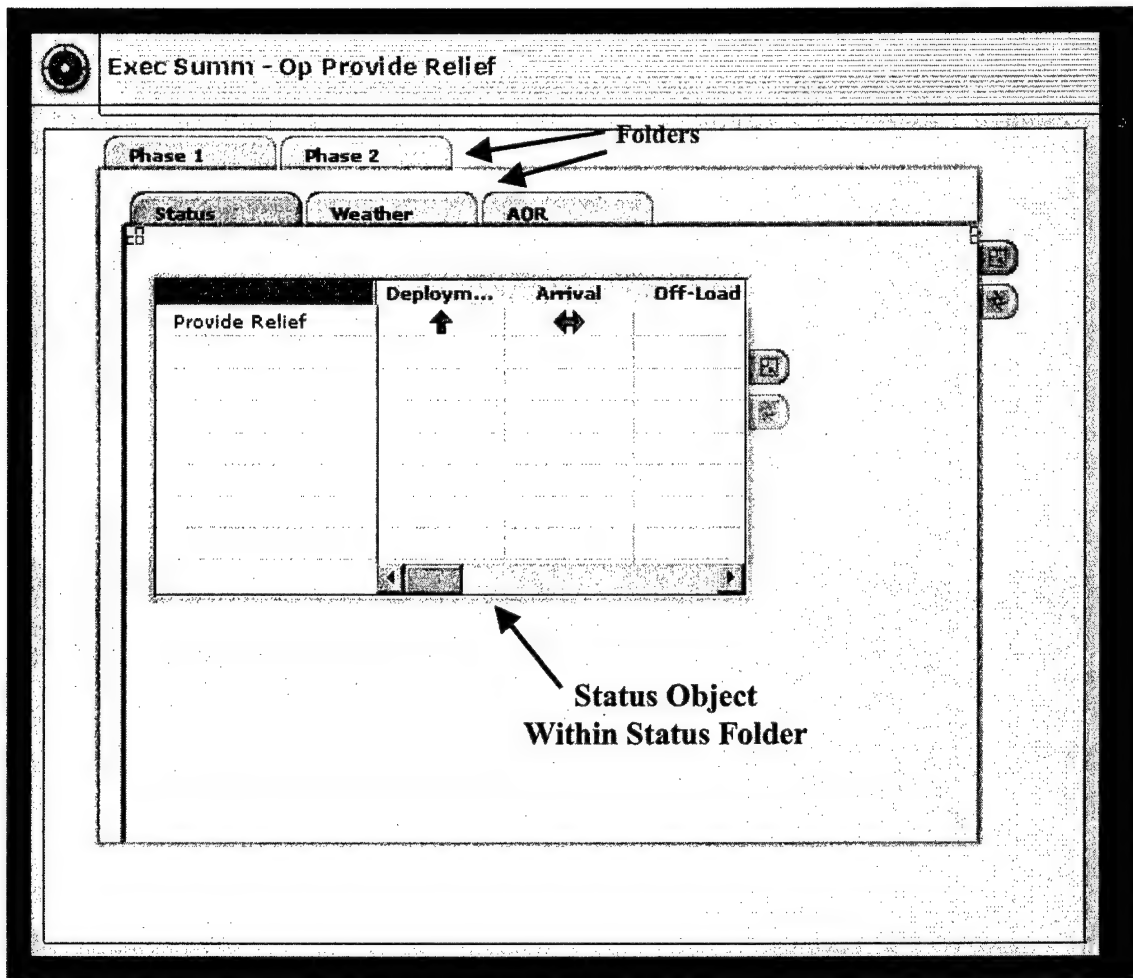 Exec Summ - Op Provide Relief
Folders
Phase 1 Phase 2
Status Weather AOR
Deploym... Arrival Off-Load
Provide Relief
Status Object
Within Status Folder